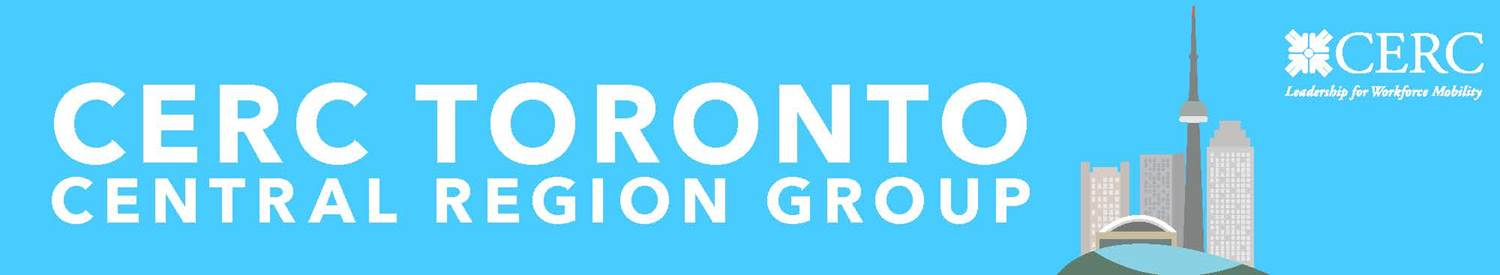 CERC TORONTO
CENTRAL REGION GROUP
CERC
Leadership for Workforce Mobility